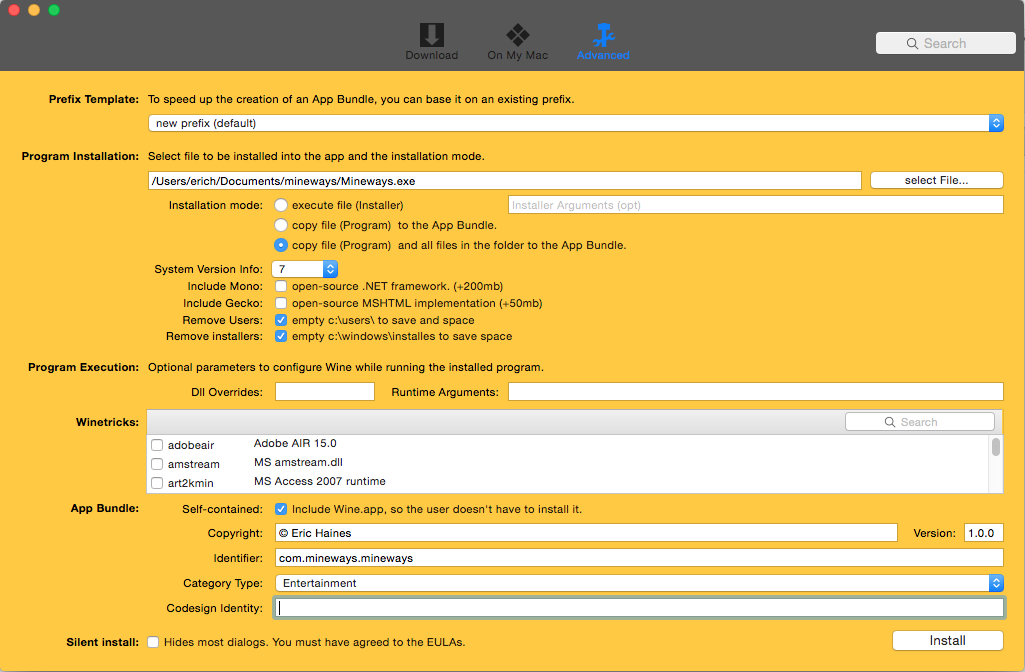 Download On My Mac Advanced Search
Prefix Template: To speed up the creation of an App Bundle, you can base it on an existing prefix.
new prefix (default)
Program Installation: Select file to be installed into the app and the installation mode.
/Users/erich/Documents/mineways/Mineways.exe select File...
Installation mode: execute file (Installer) Installer Arguments (opt)
copy file (Program) to the App Bundle.
copy file (Program) and all files in the folder to the App Bundle.
System Version Info: 7
Include Mono: open-source .NET framework. (+200mb)
Include Gecko: open-source MSHTML implementation (+50mb)
Remove Users: empty c:\users\ to save and space
Remove installers: empty c:\windows\installes to save space
Program Execution: Optional parameters to configure Wine while running the installed program.
Dll Overrides: Runtime Arguments:
Winetricks: Search
adobeair Adobe AIR 15.0
amstream MS amstream.dll
art2kmin MS Access 2007 runtime
App Bundle: Self-contained: Include Wine.app, so the user doesn't have to install it.
Copyright: © Eric Haines Version: 1.0.0
Identifier: com.mineways.mineways
Category Type: Entertainment
Codesign Identity:
Silent install: Hides most dialogs. You must have agreed to the EULAs. Install